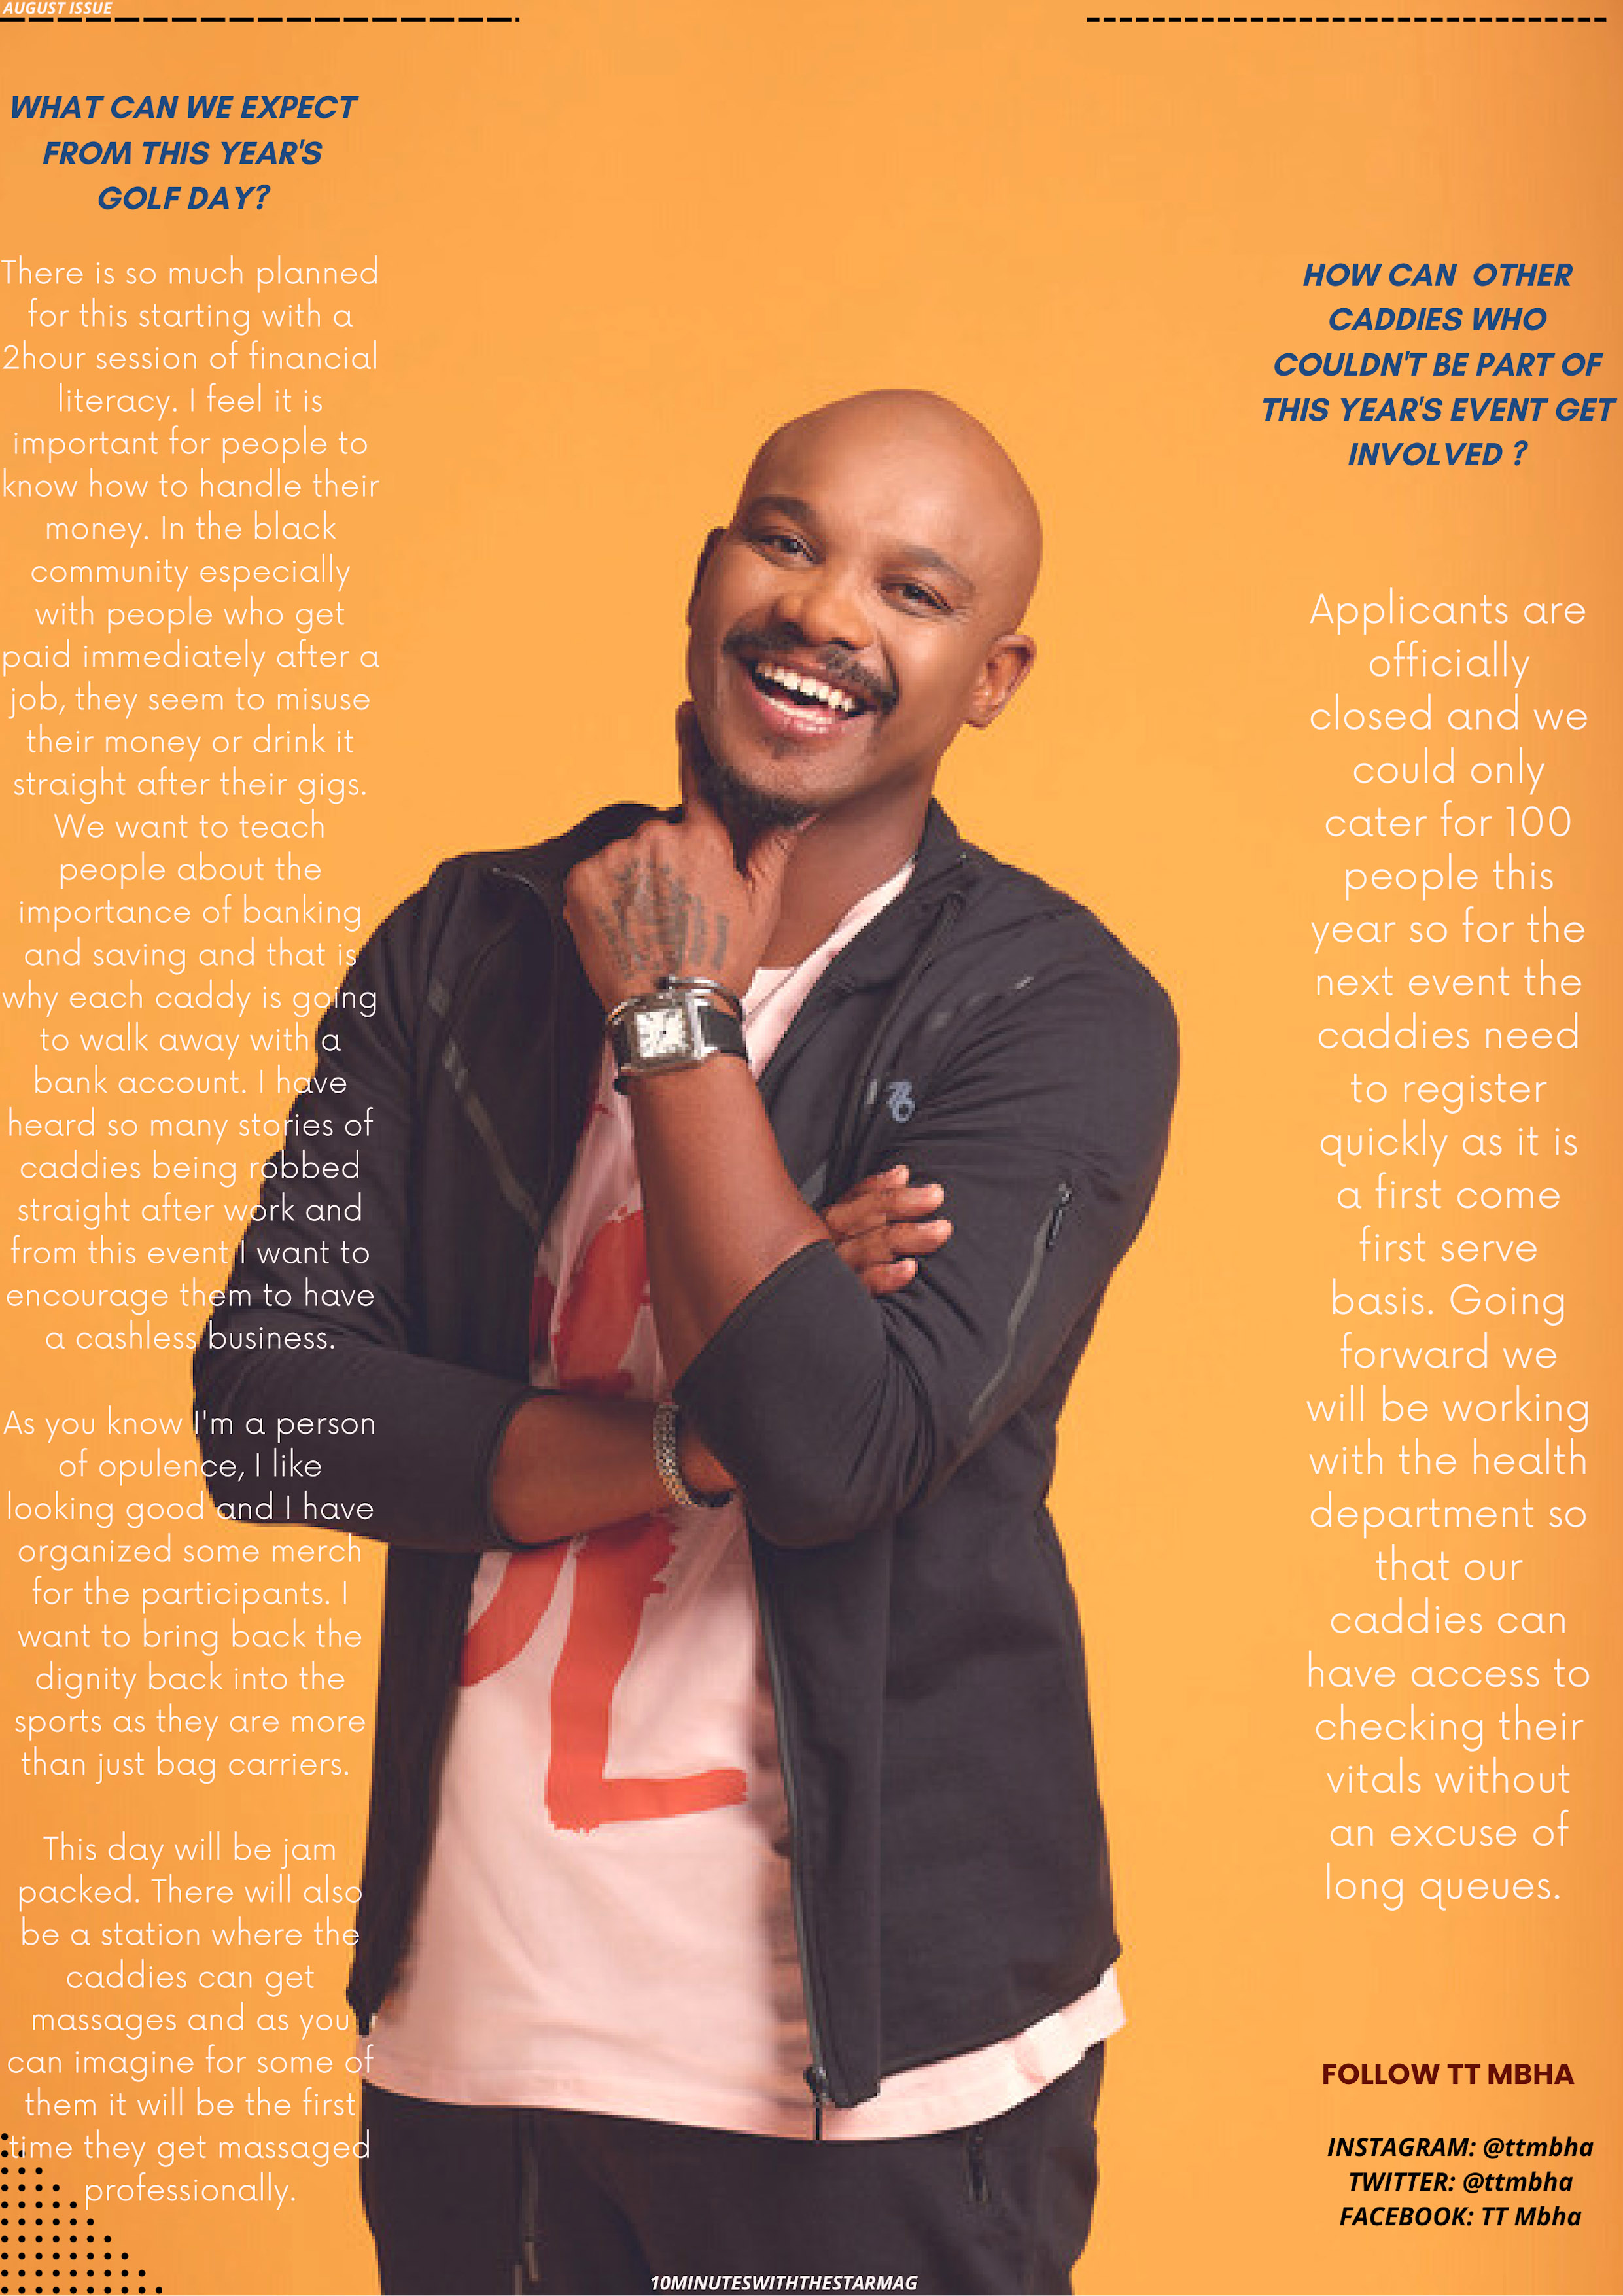 AUGUST ISSUE
WHAT CAN WE EXPECT
FROM THIS YEAR'S
GOLF DAY?
There is so much planned
for this starting with a
2hour session of financial
literacy. I feel it is
important for people to
know how to handle their
money. In the black
community especially
with people who get
paid immediately after a
job, they seem to misuse
their money or drink it
straight after their gigs.
We want to teach
people about the
importance of banking
and saving and that is
why each caddy is going
to walk away with a
bank account. I have
heard so many stories of
caddies being robbed
straight after work and
from this event I want to
encourage them to have
a cashless business.
As you know I'm a person
of opulence, I like
looking good and I have
organized some merch
for the participants. I
want to bring back the
dignity back into the
sports as they are more
than just bag carriers.
This day will be jam
packed. There will also
be a station where the
caddies can get
massages and as you
can imagine for some of
them it will be the first
time they get massaged
professionally.
HOW CAN OTHER
CADDIES WHO
COULDN'T BE PART OF
THIS YEAR'S EVENT GET
INVOLVED ?
Applicants are
officially
closed and we
could only
cater for 100
people this
year so for the
next event the
caddies need
to register
quickly as it is
a first come
first serve
basis. Going
forward we
will be working
with the health
department so
that our
caddies can
have access to
checking their
vitals without
an excuse of
long queues.
FOLLOW TT MBHA
INSTAGRAM: @ttmbha
TWITTER: @ttmbha
FACEBOOK: TT Mbha
10MINUTESWITHTHESTARMAG